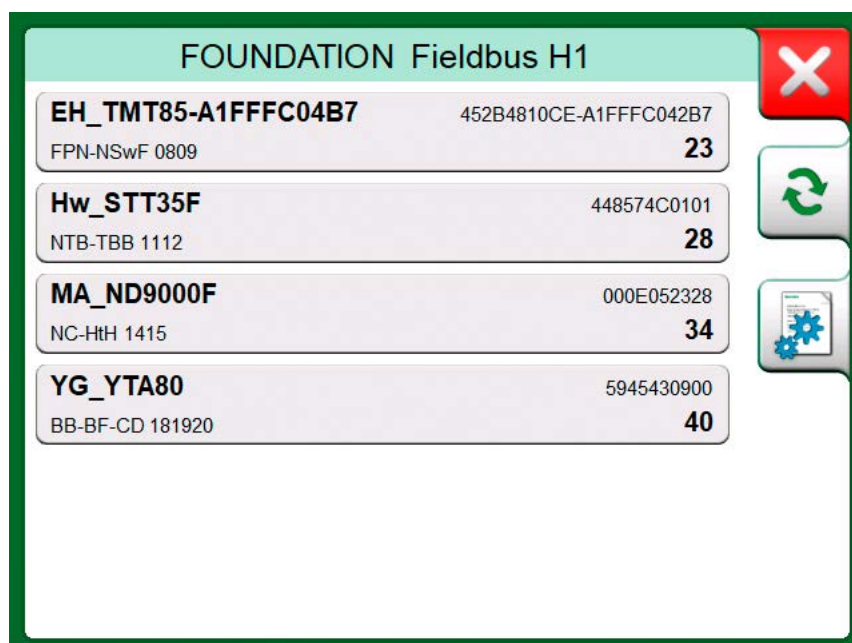 FOUNDATION Fieldbus H1
EH_TMT85-A1FFFC04B7 452B4810CE-A1FFFC042B7
FPN-NSwF 0809 23
Hw_STT35F 448574C0101
NTB-TBB 1112 28
MA_ND9000F 000E052328
NC-HtH 1415 34
YG_YTA80 5945430900
BB-BF-CD 181920 40